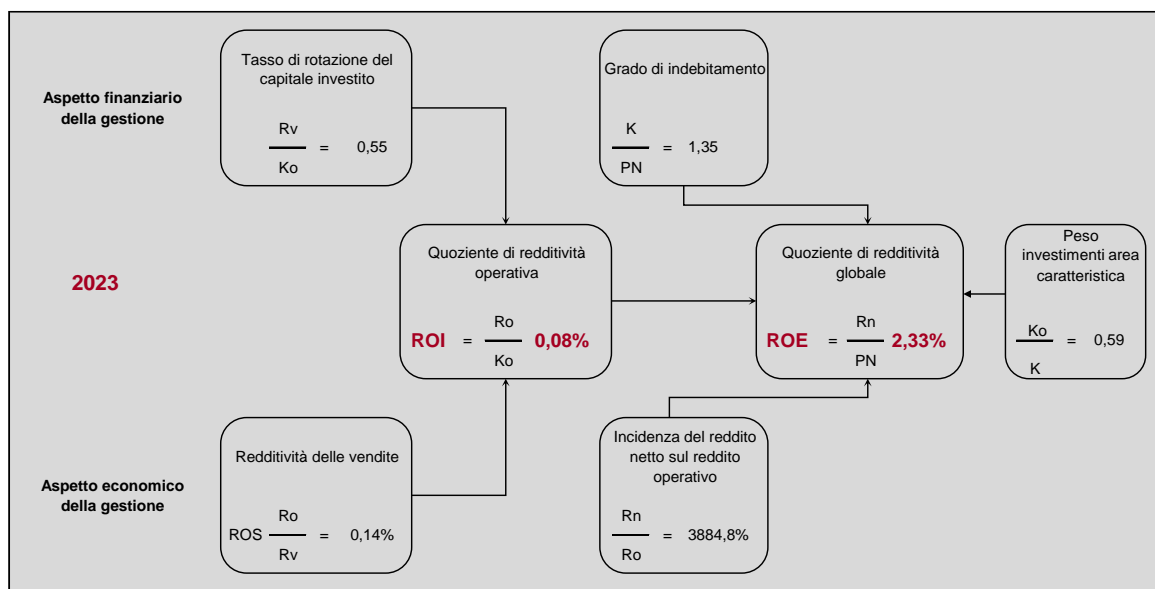 Tasso di rotazione del
capitale investito
Rv
Ko
=
0,55
Grado di indebitamento
K
PN
=
1,35
Aspetto finanziario
della gestione
2023
Quoziente di redditività
operativa
ROI
=
Ro
Ko
0,08%
Quoziente di redditività
globale
ROE
=
Rn
PN
2,33%
Peso
investimenti area
caratteristica
Ko
K
=
0,59
Aspetto economico
della gestione
Redditività delle vendite
ROS
Ro
Rv
=
0,14%
Incidenza del reddito
netto sul reddito
operativo
Rn
Ro
=
3884,8%